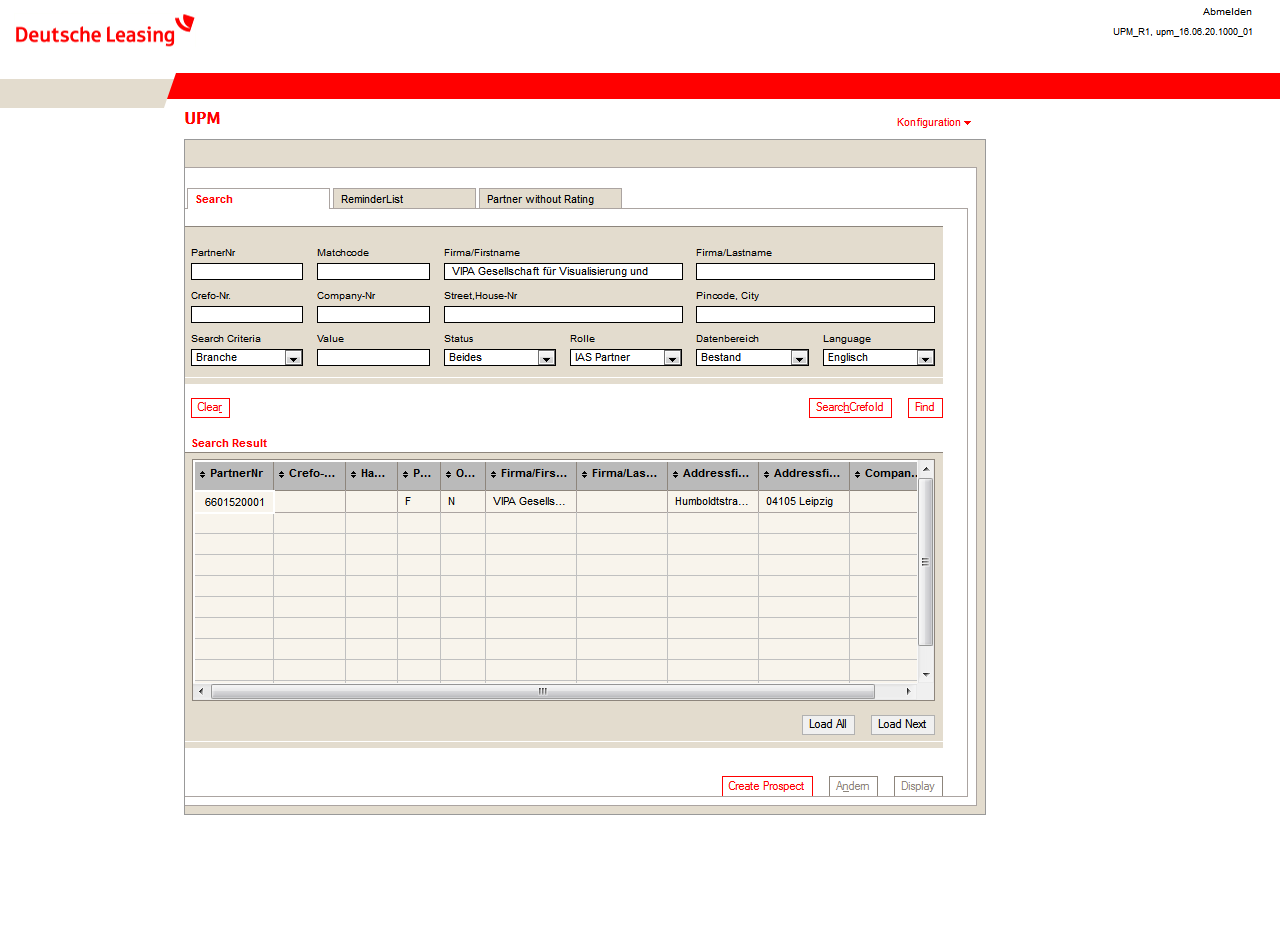 Abmelden
Deutsche Leasing
UPM_R1, upm_16.06.20.1000_01
UPM
Konfiguration
Search ReminderList Partner without Rating
PartnerNr Matchcode Firma/Firstname Firma/Lastname
VIPA Gesellschaft für Visualisierung und
Crefo-Nr. Company-Nr Street,House-Nr Pincode, City
Search Criteria Value Status Rolle Datenbereich Language
Branche Beides IAS Partner Bestand Englisch
Clear SearchCrefoId Find
Search Result
PartnerNr Crefo-... Ha... P... O... Firma/Firs... Firma/Las... Addressfi... Addressfi... Compan...
6601520001 F N VIPA Gesells... Humboldtstra... 04105 Leipzig
Load All Load Next
Create Prospect Ändern Display